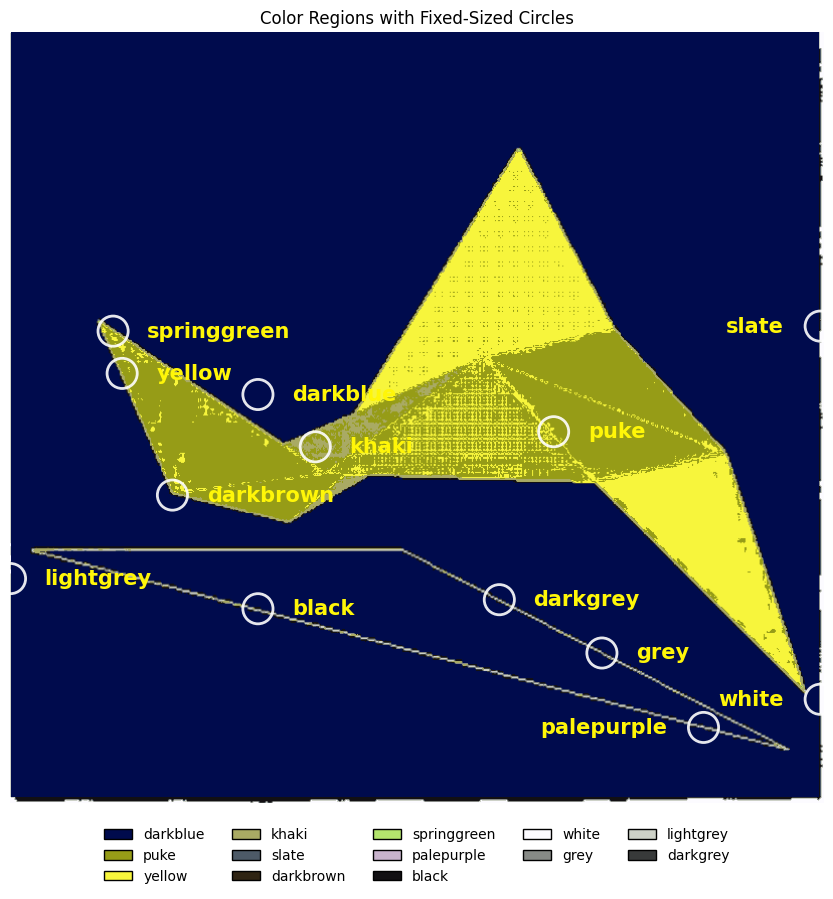 Color Regions with Fixed-Sized Circles
springgreen
slate
yellow
darkblue
puke
khaki
darkbrown
lightgrey
darkgrey
black
grey
white
palepurple
darkblue khaki springgreen white lightgrey
puke slate palepurple grey darkgrey
yellow darkbrown black